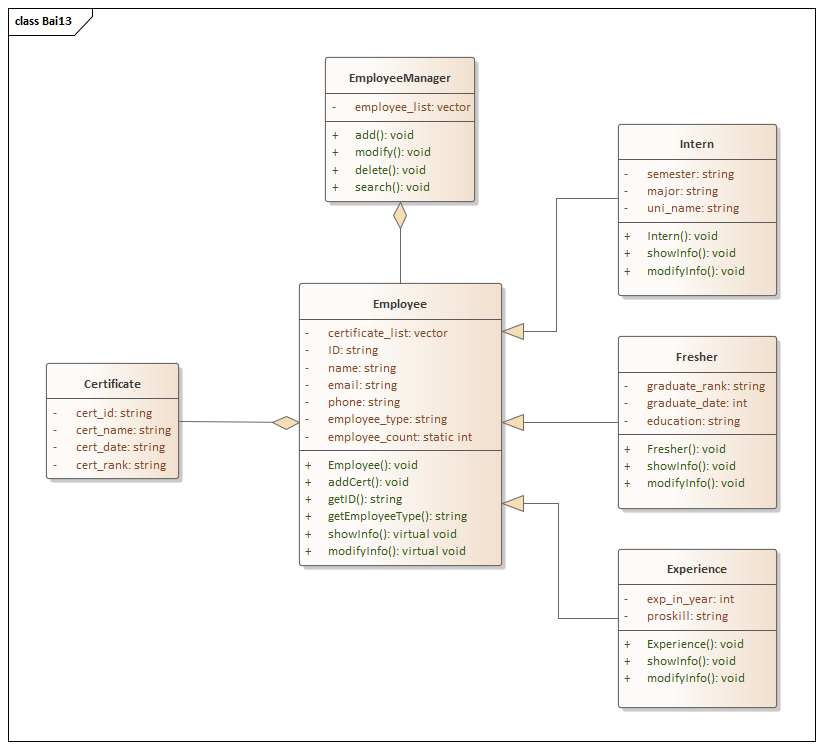 class Bai13
EmployeeManager
- employee_list: vector
+ add(): void
+ modify(): void
+ delete(): void
+ search(): void
Intern
- semester: string
- major: string
- uni_name: string
+ Intern(): void
+ showInfo(): void
+ modifyInfo(): void
Employee
- certificate_list: vector
- ID: string
- name: string
- email: string
- phone: string
- employee_type: string
- employee_count: static int
+ Employee(): void
+ addCert(): void
+ getID(): string
+ getEmployeeType(): string
+ showInfo(): virtual void
+ modifyInfo(): virtual void
Certificate
- cert_id: string
- cert_name: string
- cert_date: string
- cert_rank: string
Fresher
- graduate_rank: string
- graduate_date: int
- education: string
+ Fresher(): void
+ showInfo(): void
+ modifyInfo(): void
Experience
- exp_in_year: int
- proskill: string
+ Experience(): void
+ showInfo(): void
+ modifyInfo(): void